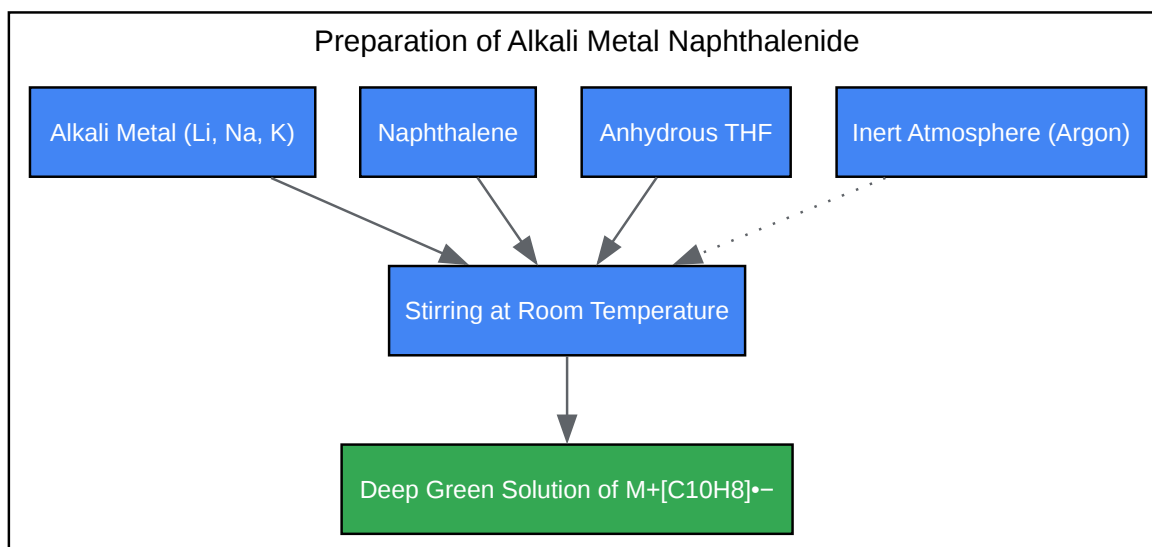 Preparation of Alkali Metal Naphthalenide
Alkali Metal (Li, Na, K)
Naphthalene
Anhydrous THF
Inert Atmosphere (Argon)
Stirring at Room Temperature
Deep Green Solution of M+[C10H8]•−